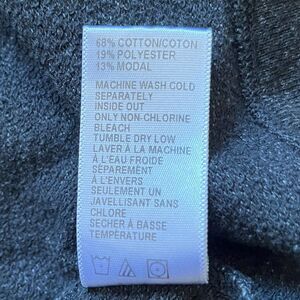 68% COTTON/COTON
19% POLYESTER
13% MODAL
MACHINE WASH COLD
SEPARATELY
INSIDE OUT
ONLY NON-CHLORINE
BLEACH
TUMBLE DRY LOW
LAVER À LA MACHINE
À L'EAU FROIDE
SÉPARÉMENT
À L'ENVERS
SEULEMENT UN
JAVELLISANT SANS
CHLORE
SECHER À BASSE
TEMPÉRATURE